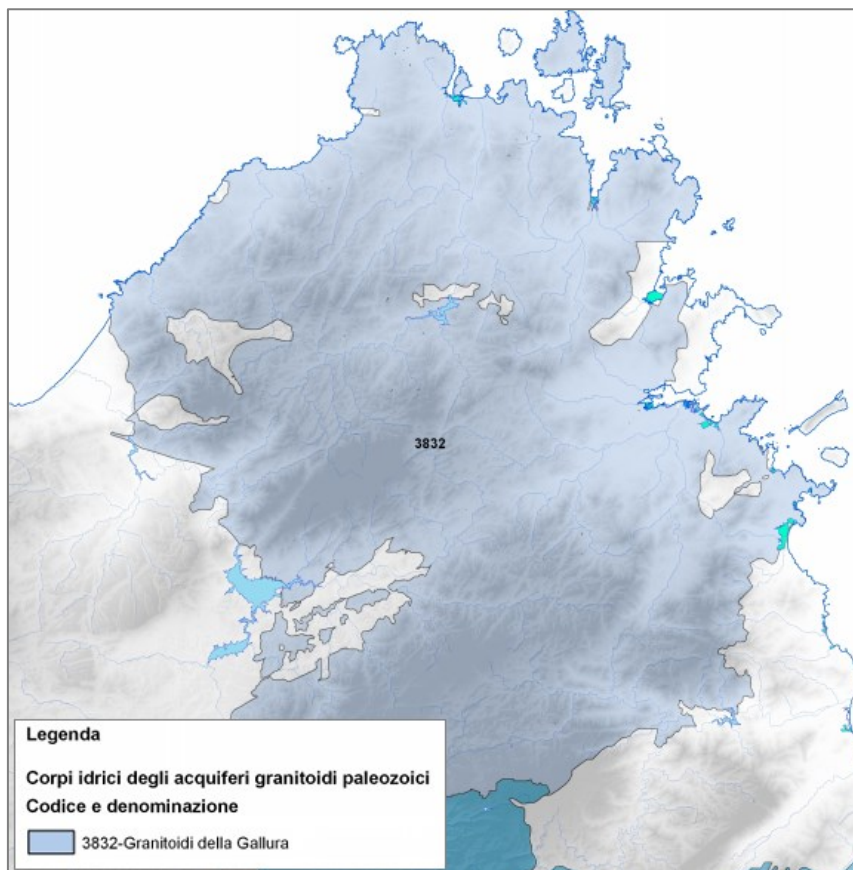 3832
Legenda
Corpi idrici degli acquiferi granitoidi paleozoici
Codice e denominazione
3832-Granitoidi della Gallura